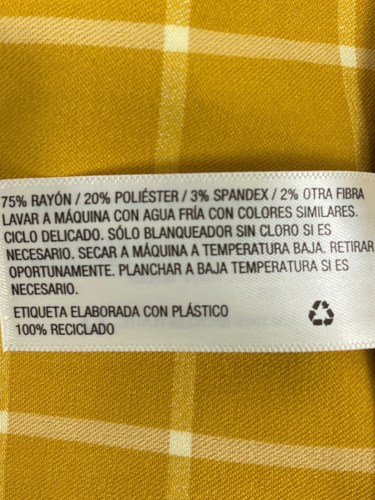 75% RAYÓN / 20% POLIÉSTER / 3% SPANDEX / 2% OTRA FIBRA
LAVAR A MÁQUINA CON AGUA FRÍA CON COLORES SIMILARES.
CICLO DELICADO. SÓLO BLANQUEADOR SIN CLORO SI ES
NECESARIO. SECAR A MÁQUINA A TEMPERATURA BAJA. RETIRAR
OPORTUNAMENTE. PLANCHAR A BAJA TEMPERATURA SI ES
NECESARIO.
ETIQUETA ELABORADA CON PLÁSTICO
100% RECICLADO